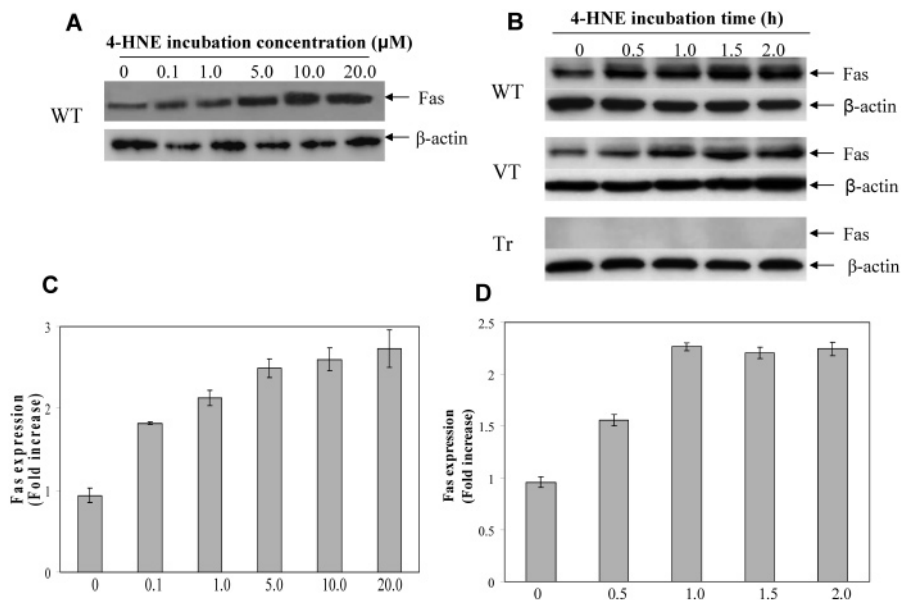 A
4-HNE incubation concentration (μM)
0 0.1 1.0 5.0 10.0 20.0
WT
Fas
β-actin
B
4-HNE incubation time (h)
0 0.5 1.0 1.5 2.0
WT
Fas
β-actin
VT
Fas
β-actin
Tr
Fas
β-actin
C
Fas expression
(Fold increase)
3
2
1
0
0 0.1 1.0 5.0 10.0 20.0
D
Fas expression
(Fold increase)
2.5
2
1.5
1
0.5
0
0 0.5 1.0 1.5 2.0